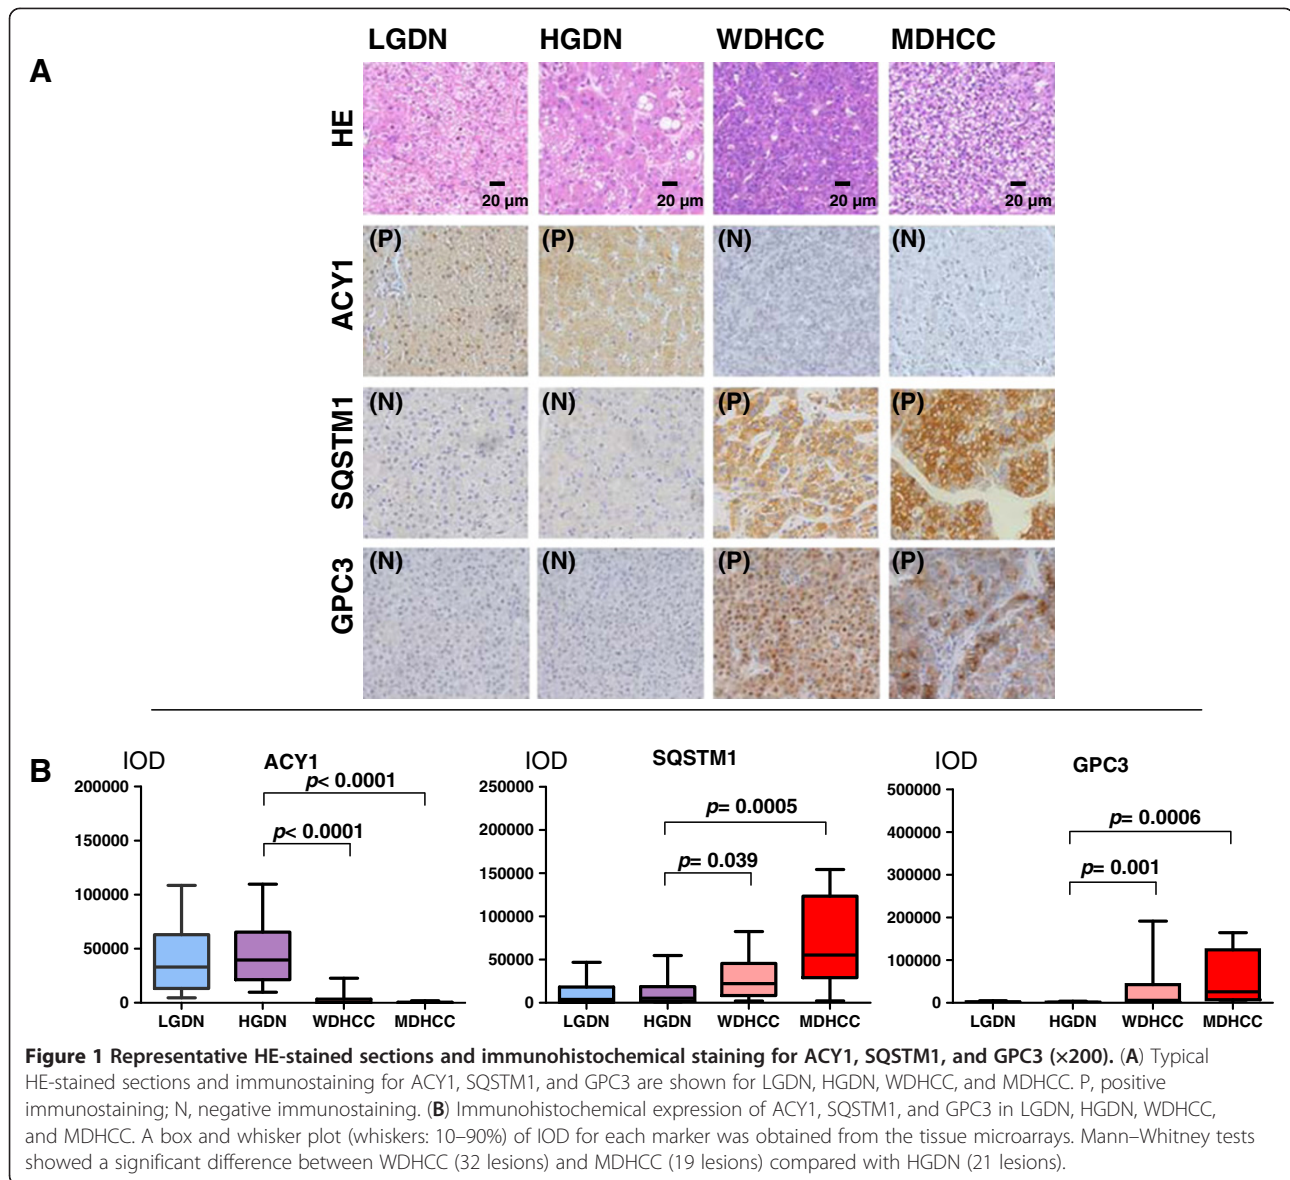 LGDN HGDN WDHCC MDHCC
A
HE
20 µm 20 µm 20 µm 20 µm
ACY1
(P) (P) (N) (N)
SQSTM1
(N) (N) (P) (P)
GPC3
(N) (N) (P) (P)
B
IOD ACY1
200000
150000
100000
50000
0
p< 0.0001
p< 0.0001
LGDN HGDN WDHCC MDHCC
IOD SQSTM1
250000
200000
150000
100000
50000
0
p= 0.0005
p= 0.039
LGDN HGDN WDHCC MDHCC
IOD GPC3
500000
400000
300000
200000
100000
0
p= 0.0006
p= 0.001
LGDN HGDN WDHCC MDHCC
Figure 1 Representative HE-stained sections and immunohistochemical staining for ACY1, SQSTM1, and GPC3 (×200). (A) Typical
HE-stained sections and immunostaining for ACY1, SQSTM1, and GPC3 are shown for LGDN, HGDN, WDHCC, and MDHCC. P, positive
immunostaining; N, negative immunostaining. (B) Immunohistochemical expression of ACY1, SQSTM1, and GPC3 in LGDN, HGDN, WDHCC,
and MDHCC. A box and whisker plot (whiskers: 10–90%) of IOD for each marker was obtained from the tissue microarrays. Mann–Whitney tests
showed a significant difference between WDHCC (32 lesions) and MDHCC (19 lesions) compared with HGDN (21 lesions).